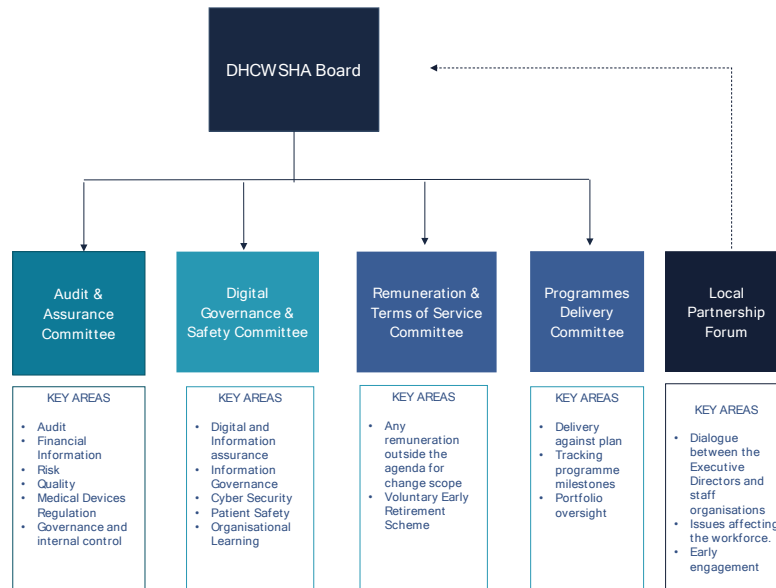 DHCWSHA Board
Audit &
Assurance
Committee
Digital
Governance &
Safety Committee
Remuneration &
Terms of Service
Committee
Programmes
Delivery
Committee
Local
Partnership
Forum
KEY AREAS
• Audit
• Financial
Information
• Risk
• Quality
• Medical Devices
Regulation
• Governance and
internal control
KEY AREAS
• Digital and
Information
assurance
• Information
Governance
• Cyber Security
• Patient Safety
• Organisational
Learning
KEY AREAS
• Any
remuneration
outside the
agenda for
change scope
• Voluntary Early
Retirement
Scheme
KEY AREAS
• Delivery
against plan
• Tracking
programme
milestones
• Portfolio
oversight
KEY AREAS
• Dialogue
between the
Executive
Directors and
staff
organisations
• Issues affecting
the workforce.
• Early
engagement